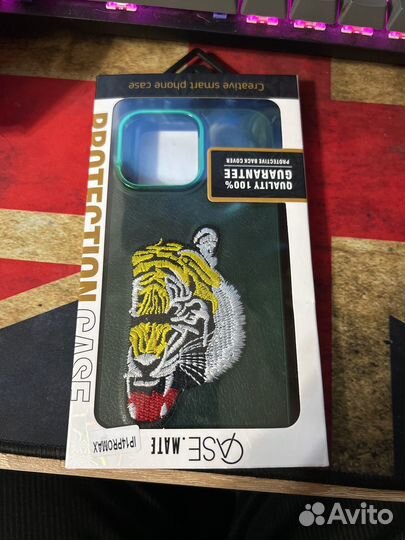 Creative smart phone case
PROTECTION CASE
QUALITY 100%
GUARANTEE
PROTECTIVE BACK COVER
IP14PROMAX
CASE.MATE
Avito